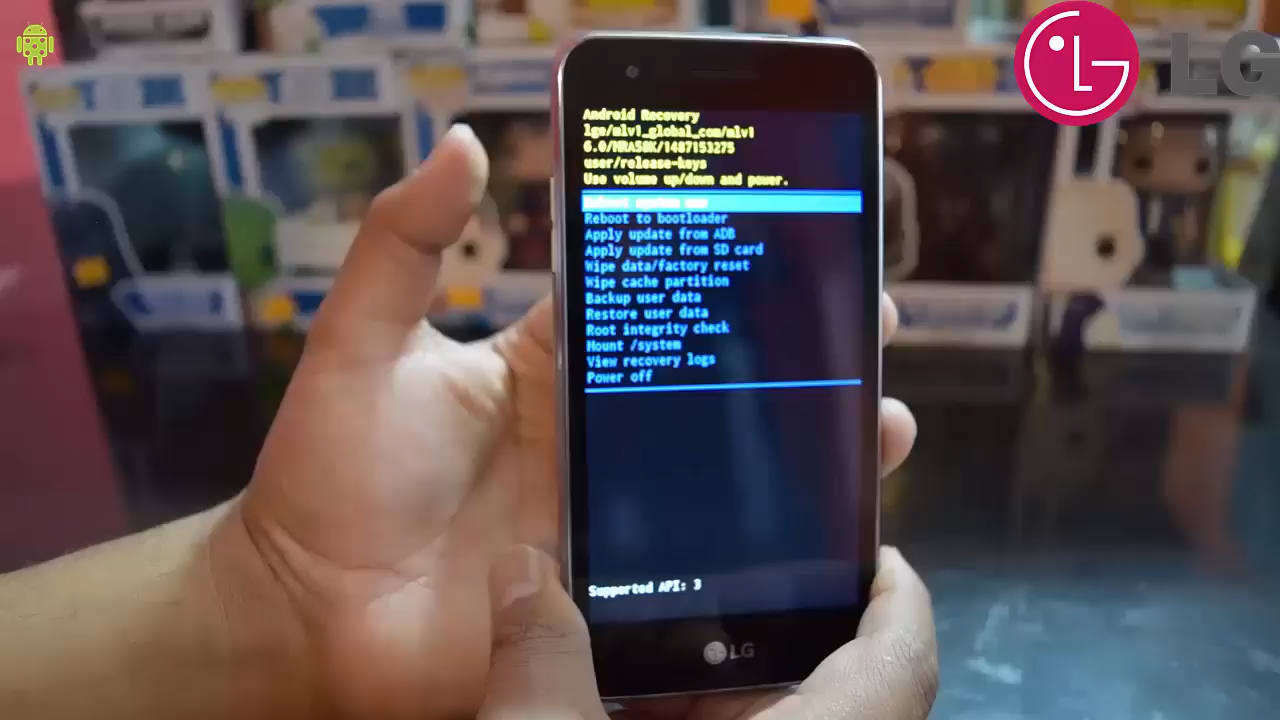 LG
Android Recovery
lge/mlv1_global_com/mlv1
6.0/MRA58K/1487153275
user/release-keys
Use volume up/down and power.
Reboot system now
Reboot to bootloader
Apply update from ADB
Apply update from SD card
Wipe data/factory reset
Wipe cache partition
Backup user data
Restore user data
Root integrity check
Mount /system
View recovery logs
Power off
Supported API: 3
LG